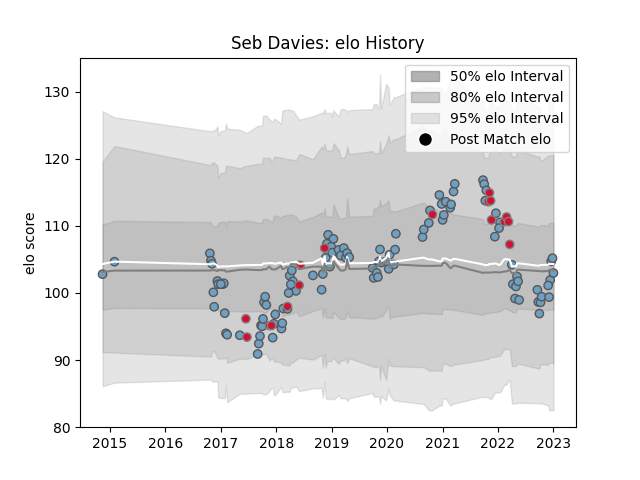 Seb Davies: elo History
50% elo Interval
80% elo Interval
95% elo Interval
Post Match elo
elo score
130
120
110
100
90
80
2015 2016 2017 2018 2019 2020 2021 2022 2023